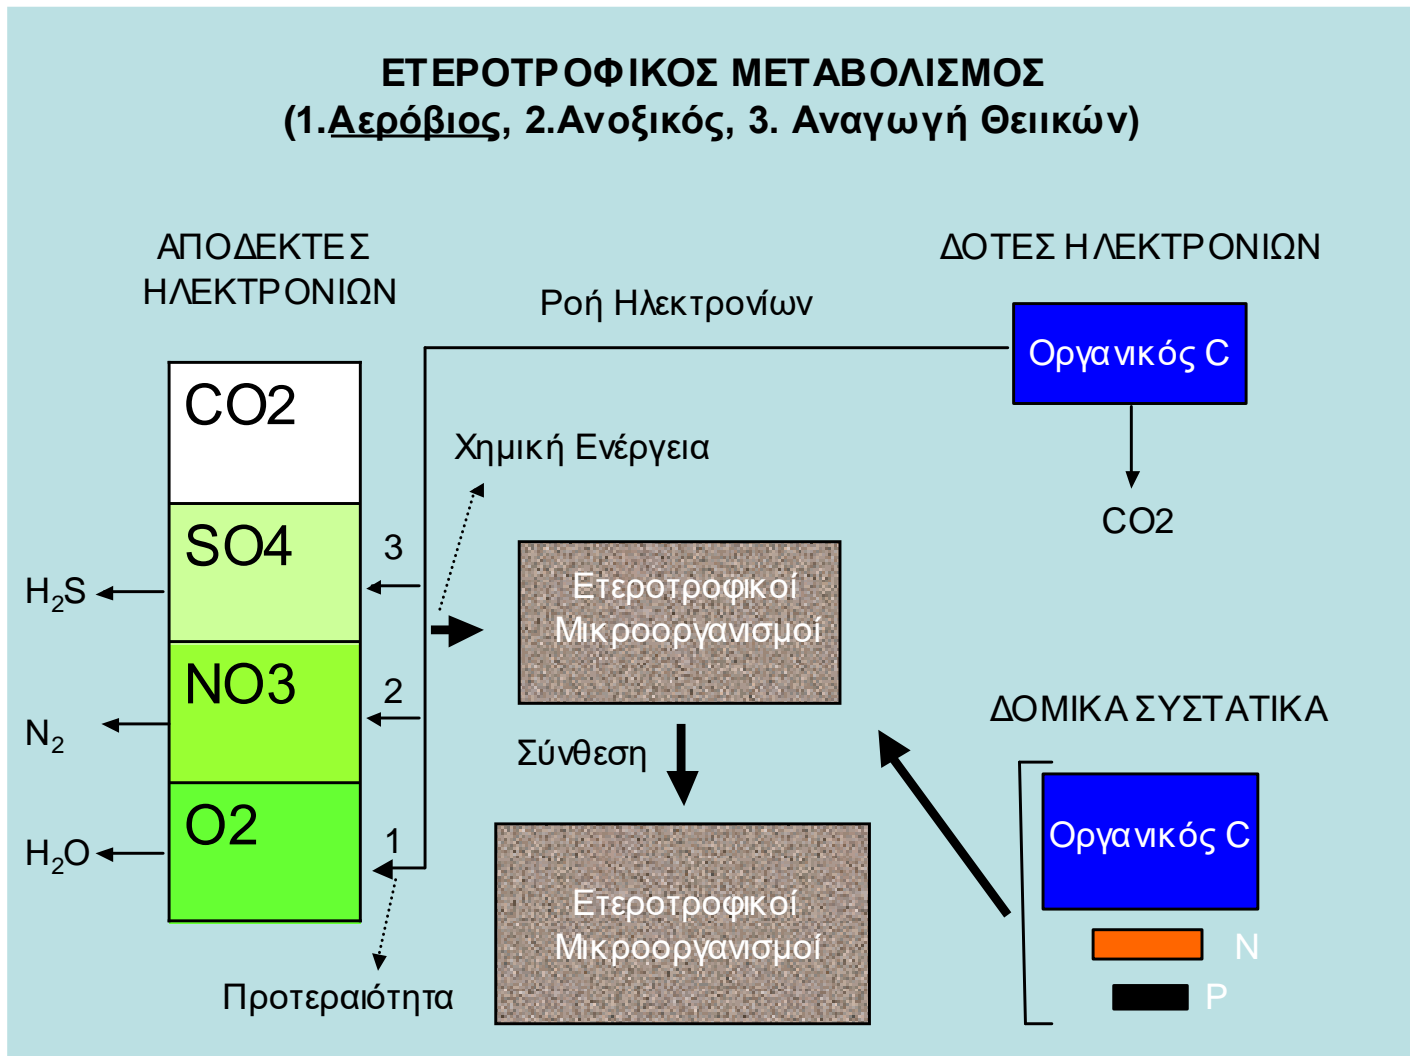 ΕΤΕΡΟΤΡΟΦΙΚΟΣ ΜΕΤΑΒΟΛΙΣΜΟΣ
(1.Αερόβιος, 2.Ανοξικός, 3. Αναγωγή Θειικών)
ΑΠΟΔΕΚΤΕΣ
ΗΛΕΚΤΡΟΝΙΩΝ
ΔΟΤΕΣ ΗΛΕΚΤΡΟΝΙΩΝ
Ροή Ηλεκτρονίων
Οργανικός C
CO2
CO2
Χημική Ενέργεια
SO4
3
H₂S
Ετεροτροφικοί
Μικροοργανισμοί
NO3
2
N₂
Σύνθεση
ΔΟΜΙΚΑ ΣΥΣΤΑΤΙΚΑ
O2
1
H₂O
Οργανικός C
Ετεροτροφικοί
Μικροοργανισμοί
N
P
Προτεραιότητα